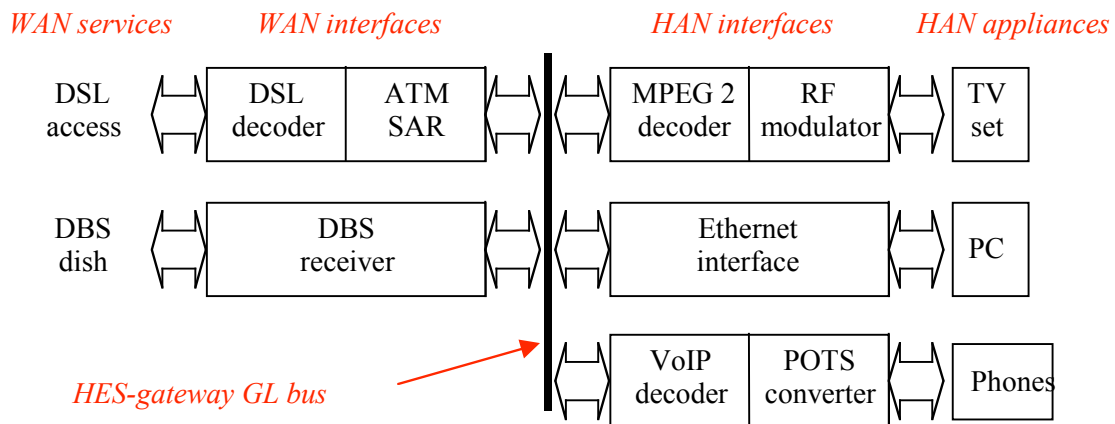 WAN services
WAN interfaces
HAN interfaces
HAN appliances
DSL
access
DSL
decoder
ATM
SAR
MPEG 2
decoder
RF
modulator
TV
set
DBS
dish
DBS
receiver
Ethernet
interface
PC
HES-gateway GL bus
VoIP
decoder
POTS
converter
Phones